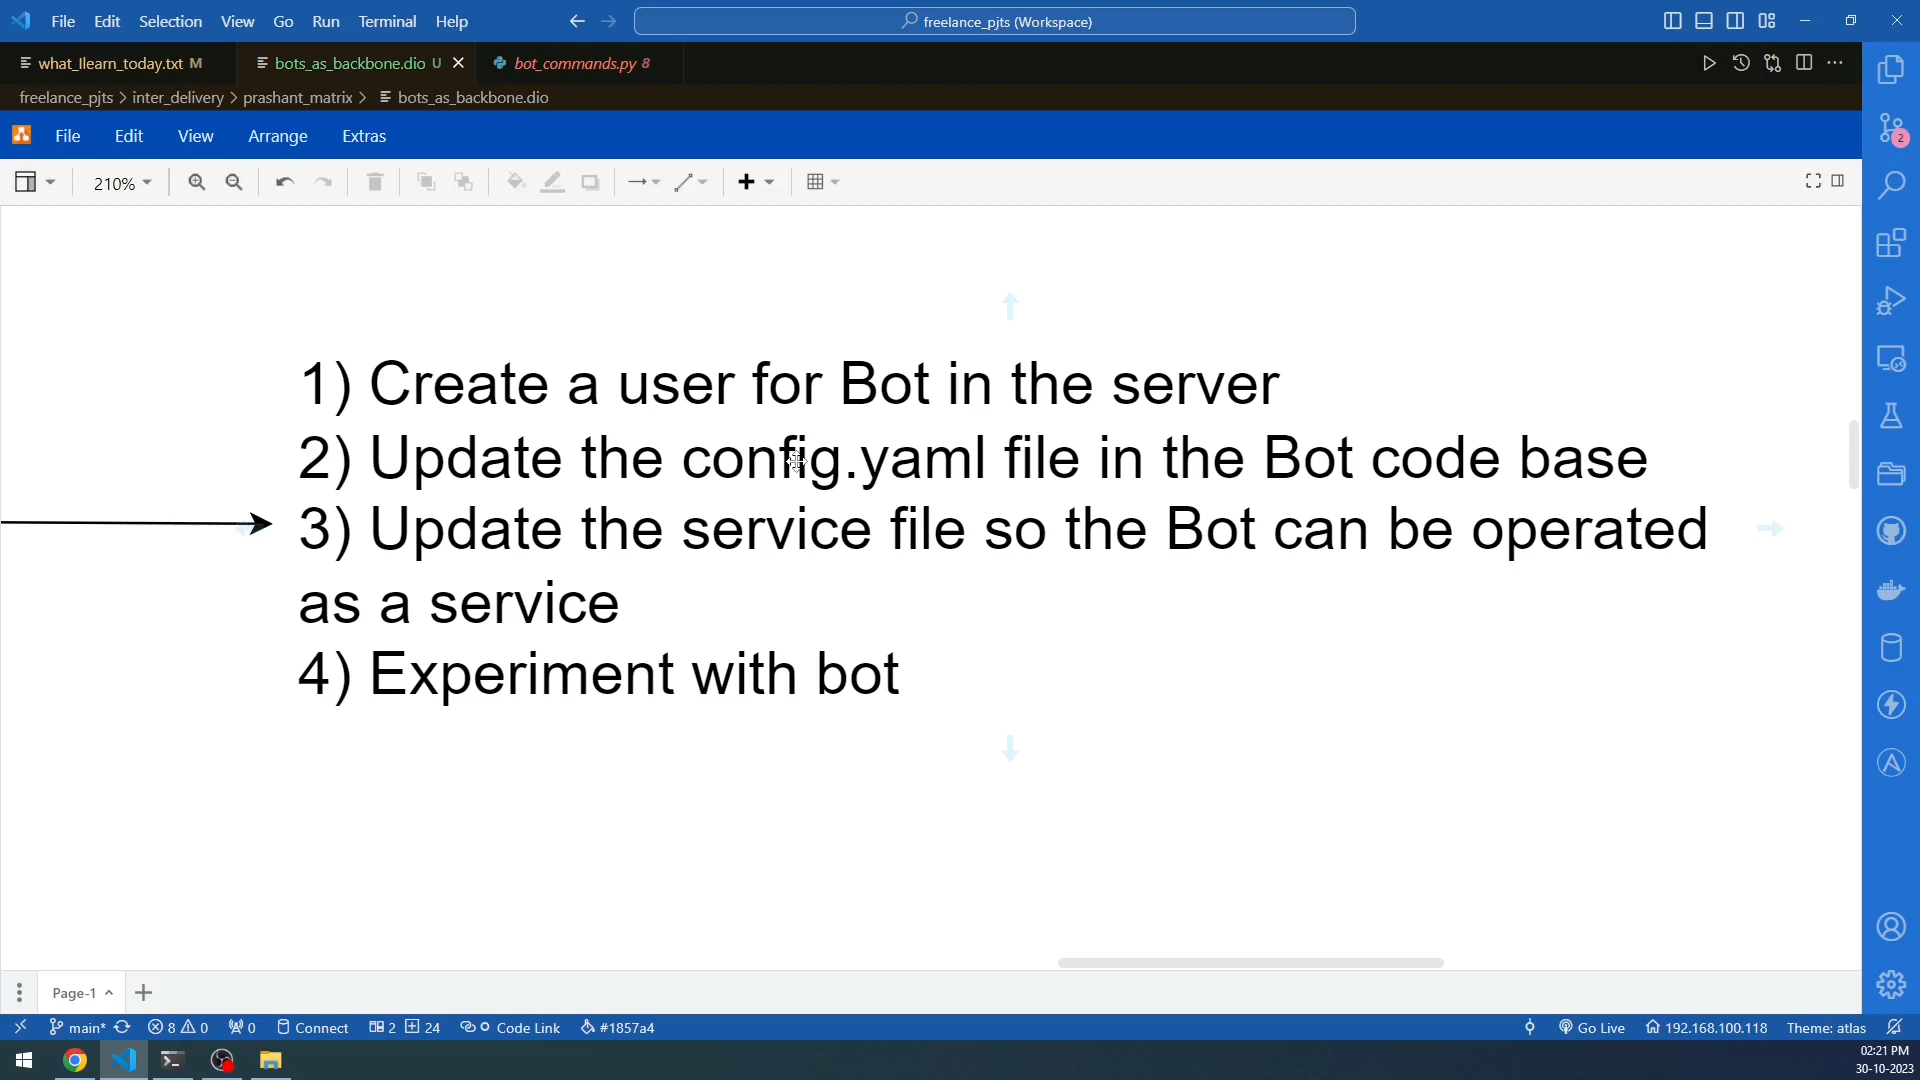 File Edit Selection View Go Run Terminal Help
freelance_pjts (Workspace)
what_Ilearn_today.txt M
bots_as_backbone.dio U
bot_commands.py 8
freelance_pjts > inter_delivery > prashant_matrix > bots_as_backbone.dio
File Edit View Arrange Extras
210%
2
1) Create a user for Bot in the server
2) Update the config.yaml file in the Bot code base
3) Update the service file so the Bot can be operated
as a service
4) Experiment with bot
Page-1
main* 8 0 0 Connect 2 24 Code Link #1857a4
Go Live 192.168.100.118 Theme: atlas
02:21 PM
30-10-2023